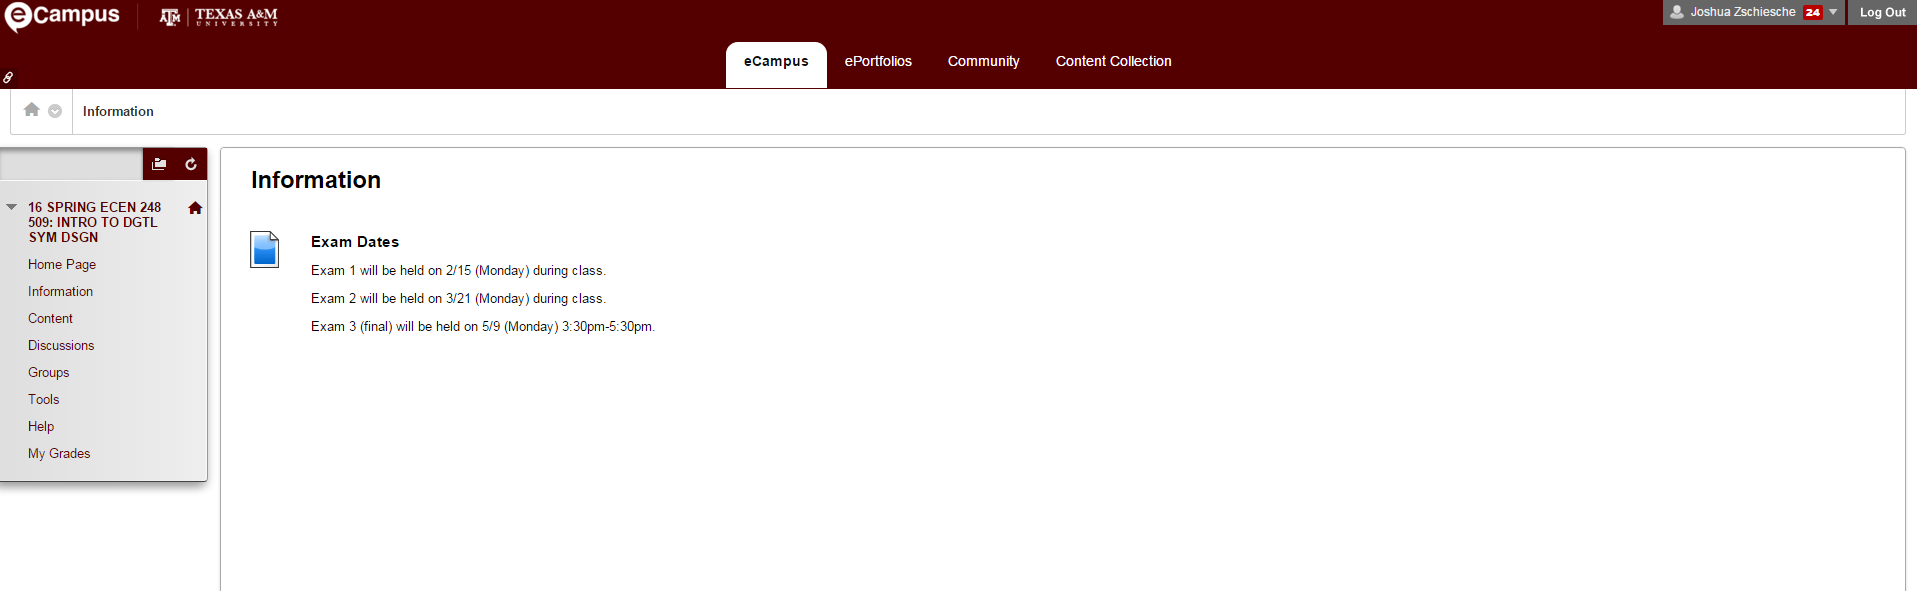 eCampus
TEXAS A&M
UNIVERSITY
Joshua Zschiesche 24
Log Out
eCampus
ePortfolios
Community
Content Collection
Information
16 SPRING ECEN 248
509: INTRO TO DGTL
SYM DSGN
Home Page
Information
Content
Discussions
Groups
Tools
Help
My Grades
Information
Exam Dates
Exam 1 will be held on 2/15 (Monday) during class.
Exam 2 will be held on 3/21 (Monday) during class.
Exam 3 (final) will be held on 5/9 (Monday) 3:30pm-5:30pm.